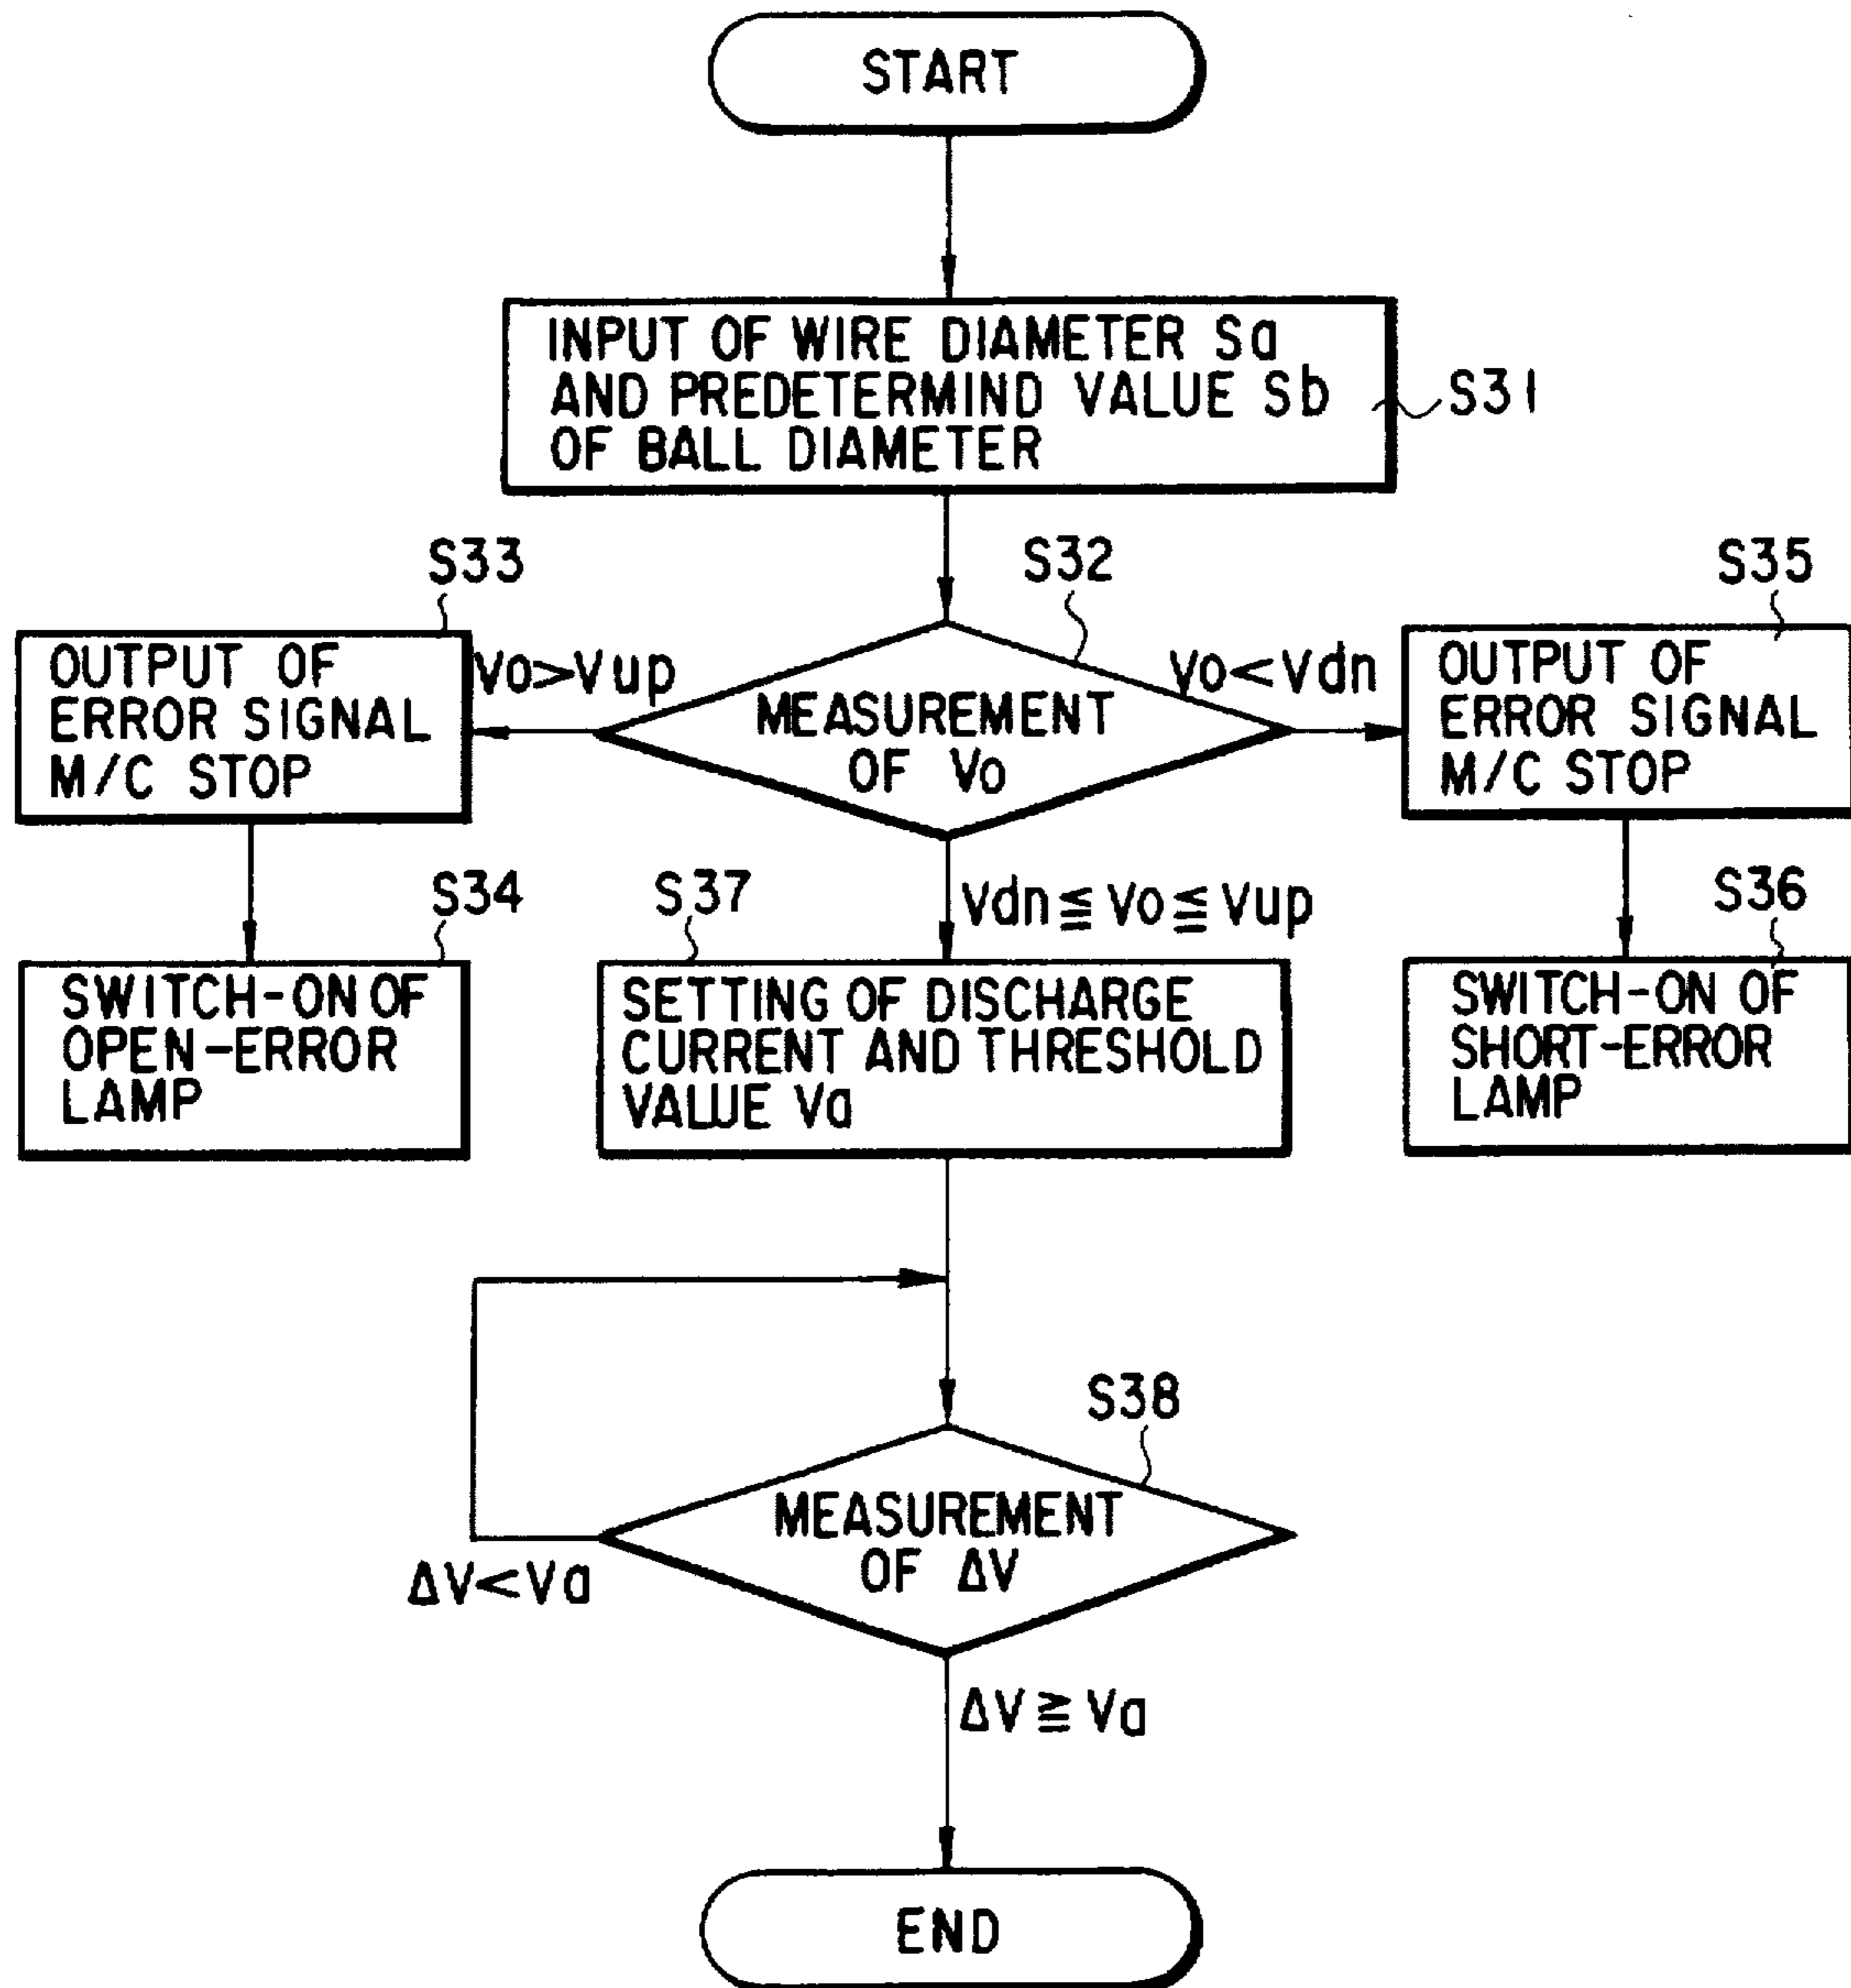 START
INPUT OF WIRE DIAMETER Sa
AND PREDETERMIND VALUE Sb
OF BALL DIAMETER
S31
S33
S32
S35
OUTPUT OF
ERROR SIGNAL
M/C STOP
Vo>Vup
MEASUREMENT
OF Vo
Vo<Vdn
OUTPUT OF
ERROR SIGNAL
M/C STOP
S34
S37
Vdn≦Vo≦Vup
S36
SWITCH-ON OF
OPEN-ERROR
LAMP
SETTING OF DISCHARGE
CURRENT AND THRESHOLD
VALUE Va
SWITCH-ON OF
SHORT-ERROR
LAMP
S38
MEASUREMENT
OF ΔV
ΔV<Va
ΔV≧Va
END